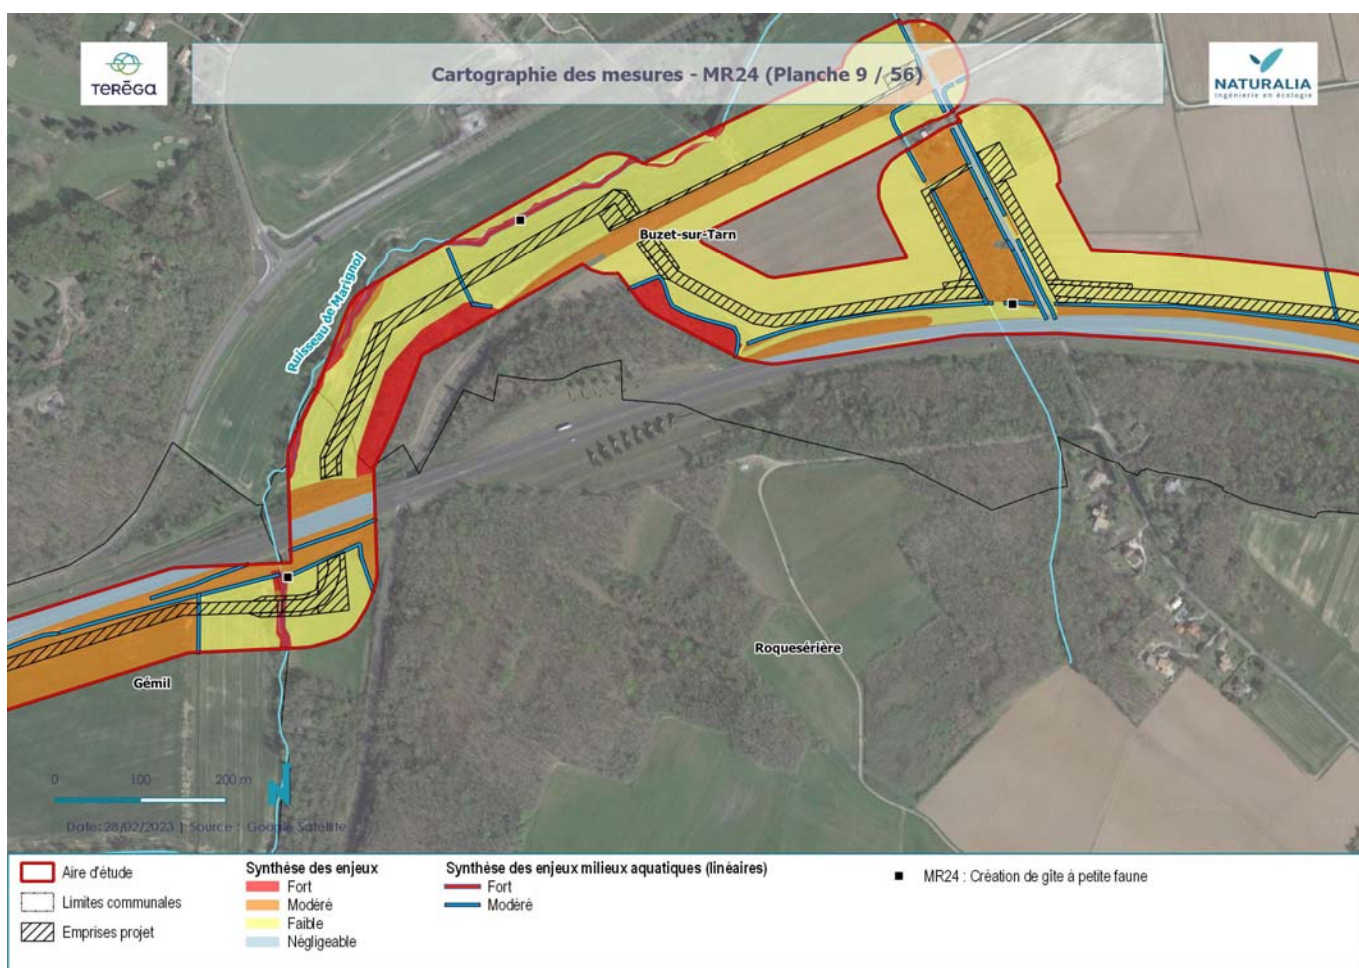 TERĒGA
Cartographie des mesures - MR24 (Planche 9 / 56)
NATURALIA
ingénierie en écologie
Buzet-sur-Tarn
Ruisseau de Marignol
Roquesérière
Gémil
0 100 200 m
Date: 28/02/2023 | Source : Google Satellite
Aire d'étude
Limites communales
Emprises projet
Synthèse des enjeux
Fort
Modéré
Faible
Négligeable
Synthèse des enjeux milieux aquatiques (linéaires)
Fort
Modéré
MR24 : Création de gîte à petite faune